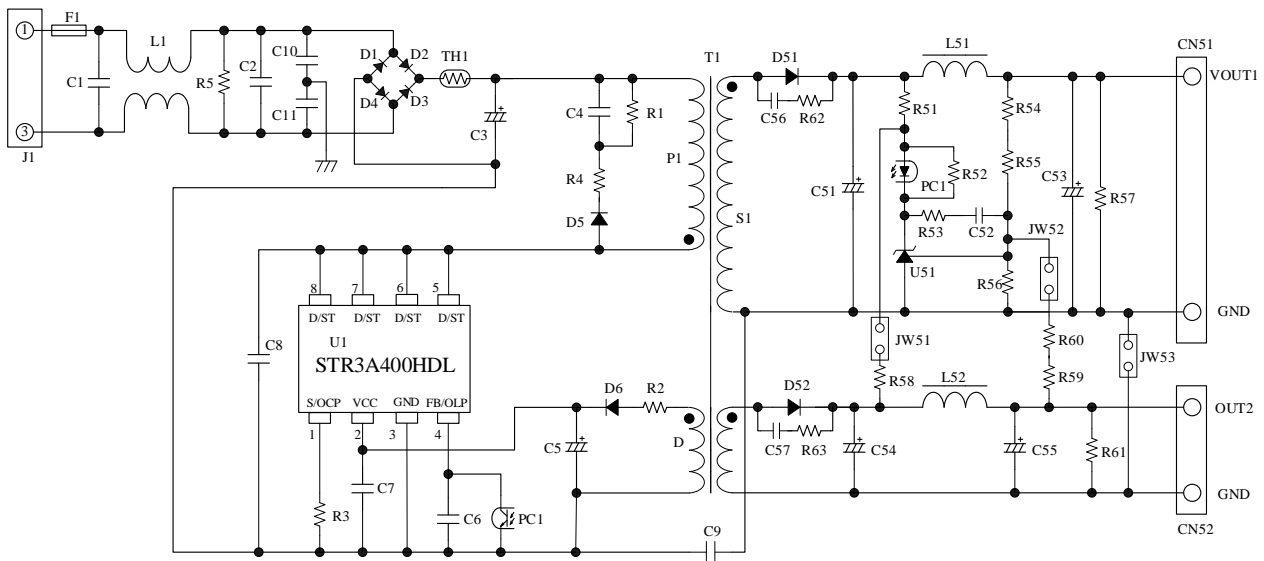 F1
1
3
J1
C1
L1
R5
C2
C10
C11
D1
D2
D4
D3
TH1
C3
C4
R1
R4
D5
P1
T1
S1
D51
C56
R62
C51
R51
PC1
R52
R53
C52
U51
L51
R54
R55
R56
C53
R57
JW52
CN51
VOUT1
GND
C8
8
7
6
5
D/ST
D/ST
D/ST
D/ST
U1
STR3A400HDL
S/OCP
VCC
GND
FB/OLP
1
2
3
4
R3
C7
C6
PC1
C5
D6
R2
D
C9
D52
C57
R63
C54
JW51
R58
L52
C55
R60
R59
R61
JW53
OUT2
GND
CN52